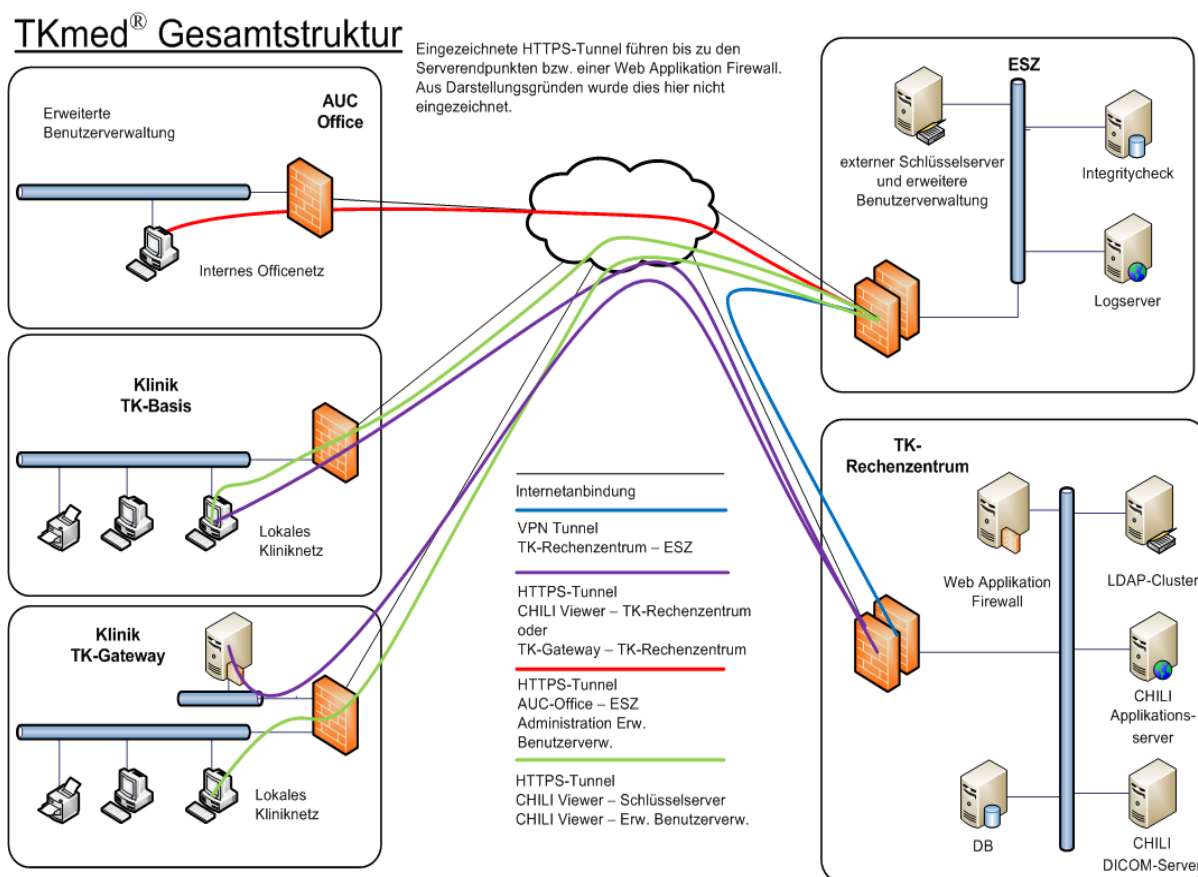 TKmed® Gesamtstruktur
Eingezeichnete HTTPS-Tunnel führen bis zu den
Serverendpunkten bzw. einer Web Applikation Firewall.
Aus Darstellungsgründen wurde dies hier nicht
eingezeichnet.
Erweiterte
Benutzerverwaltung
AUC
Office
Internes Officenetz
Klinik
TK-Basis
Lokales
Kliniknetz
Klinik
TK-Gateway
Lokales
Kliniknetz
Internetanbindung
VPN Tunnel
TK-Rechenzentrum – ESZ
HTTPS-Tunnel
CHILI Viewer – TK-Rechenzentrum
oder
TK-Gateway – TK-Rechenzentrum
HTTPS-Tunnel
AUC-Office – ESZ
Administration Erw.
Benutzerverw.
HTTPS-Tunnel
CHILI Viewer – Schlüsselserver
CHILI Viewer – Erw. Benutzerverw.
ESZ
externer Schlüsselserver
und erweitere
Benutzerverwaltung
Integritycheck
Logserver
TK-
Rechenzentrum
Web Applikation
Firewall
LDAP-Cluster
CHILI
Applikations-
server
DB
CHILI
DICOM-Server